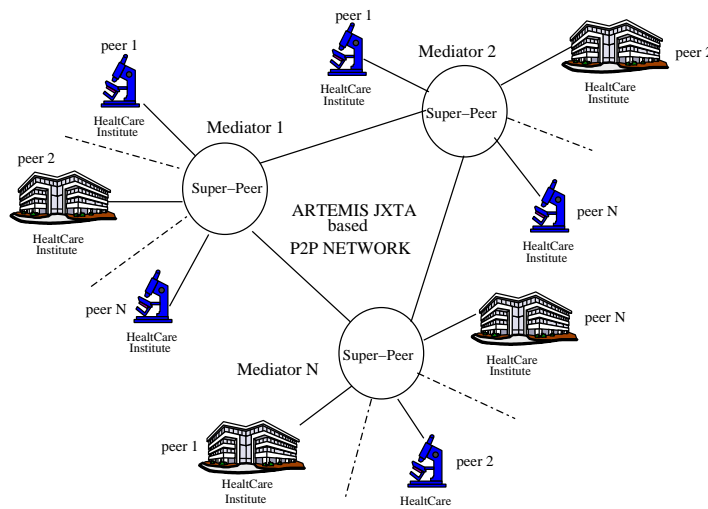 peer 1
HealtCare
Institute
peer 1
HealtCare
Institute
Mediator 2
Super-Peer
peer 2
HealtCare
Institute
Mediator 1
Super-Peer
peer 2
HealtCare
Institute
peer N
HealtCare
Institute
peer N
HealtCare
Institute
ARTEMIS JXTA
based
P2P NETWORK
peer N
HealtCare
Institute
Mediator N
Super-Peer
peer 1
HealtCare
Institute
peer 2
HealtCare